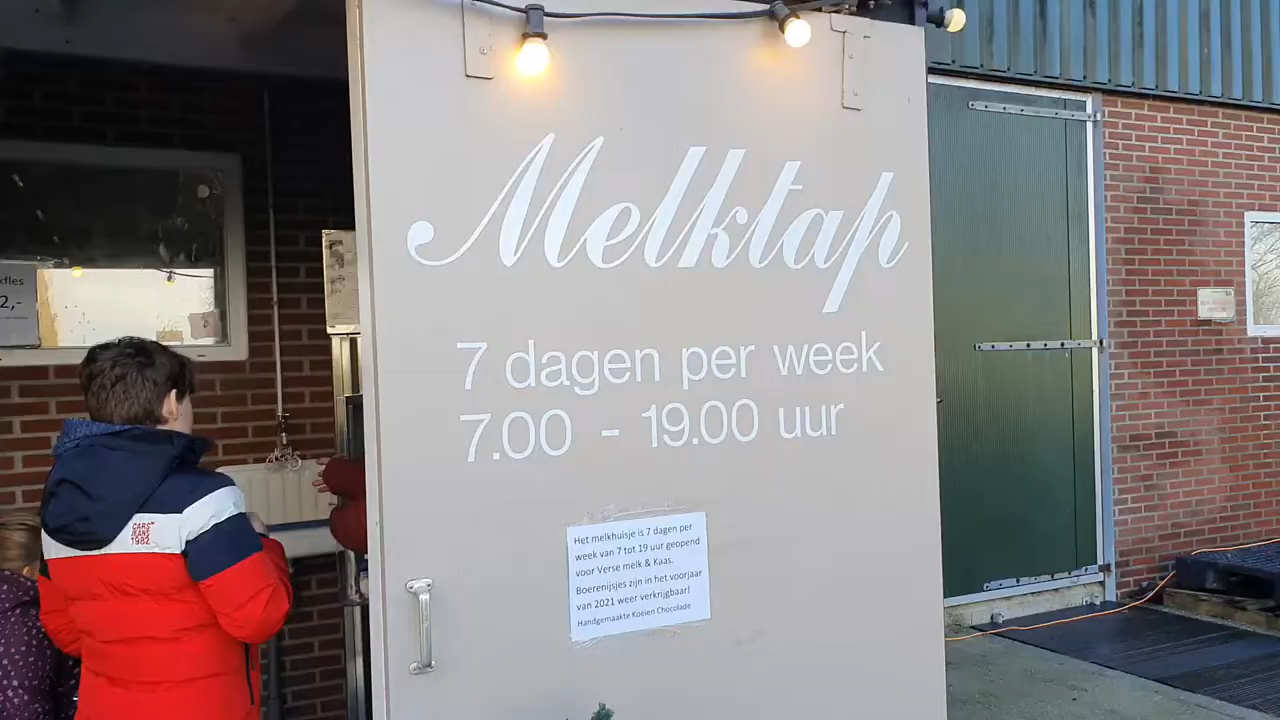 Melktap
7 dagen per week
7.00 - 19.00 uur
Het melkhuisje is 7 dagen per
week van 7 tot 19 uur geopend
voor Verse melk & Kaas.
Boerenijsjes zijn in het voorjaar
van 2021 weer verkrijgbaar!
Handgemaakte Koeien Chocolade
kfles
2,-
CARS
JEANS
1982